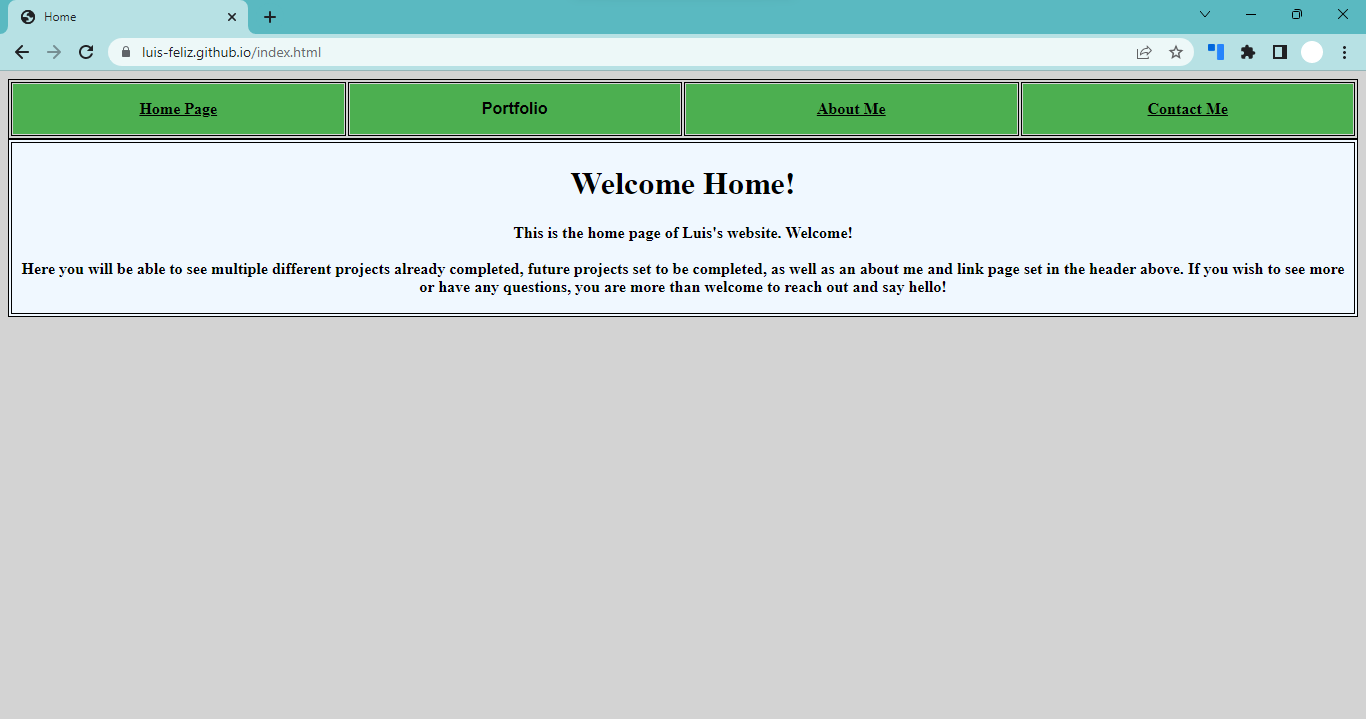 Home
luis-feliz.github.io/index.html
Home Page
Portfolio
About Me
Contact Me
Welcome Home!
This is the home page of Luis's website. Welcome!
Here you will be able to see multiple different projects already completed, future projects set to be completed, as well as an about me and link page set in the header above. If you wish to see more
or have any questions, you are more than welcome to reach out and say hello!